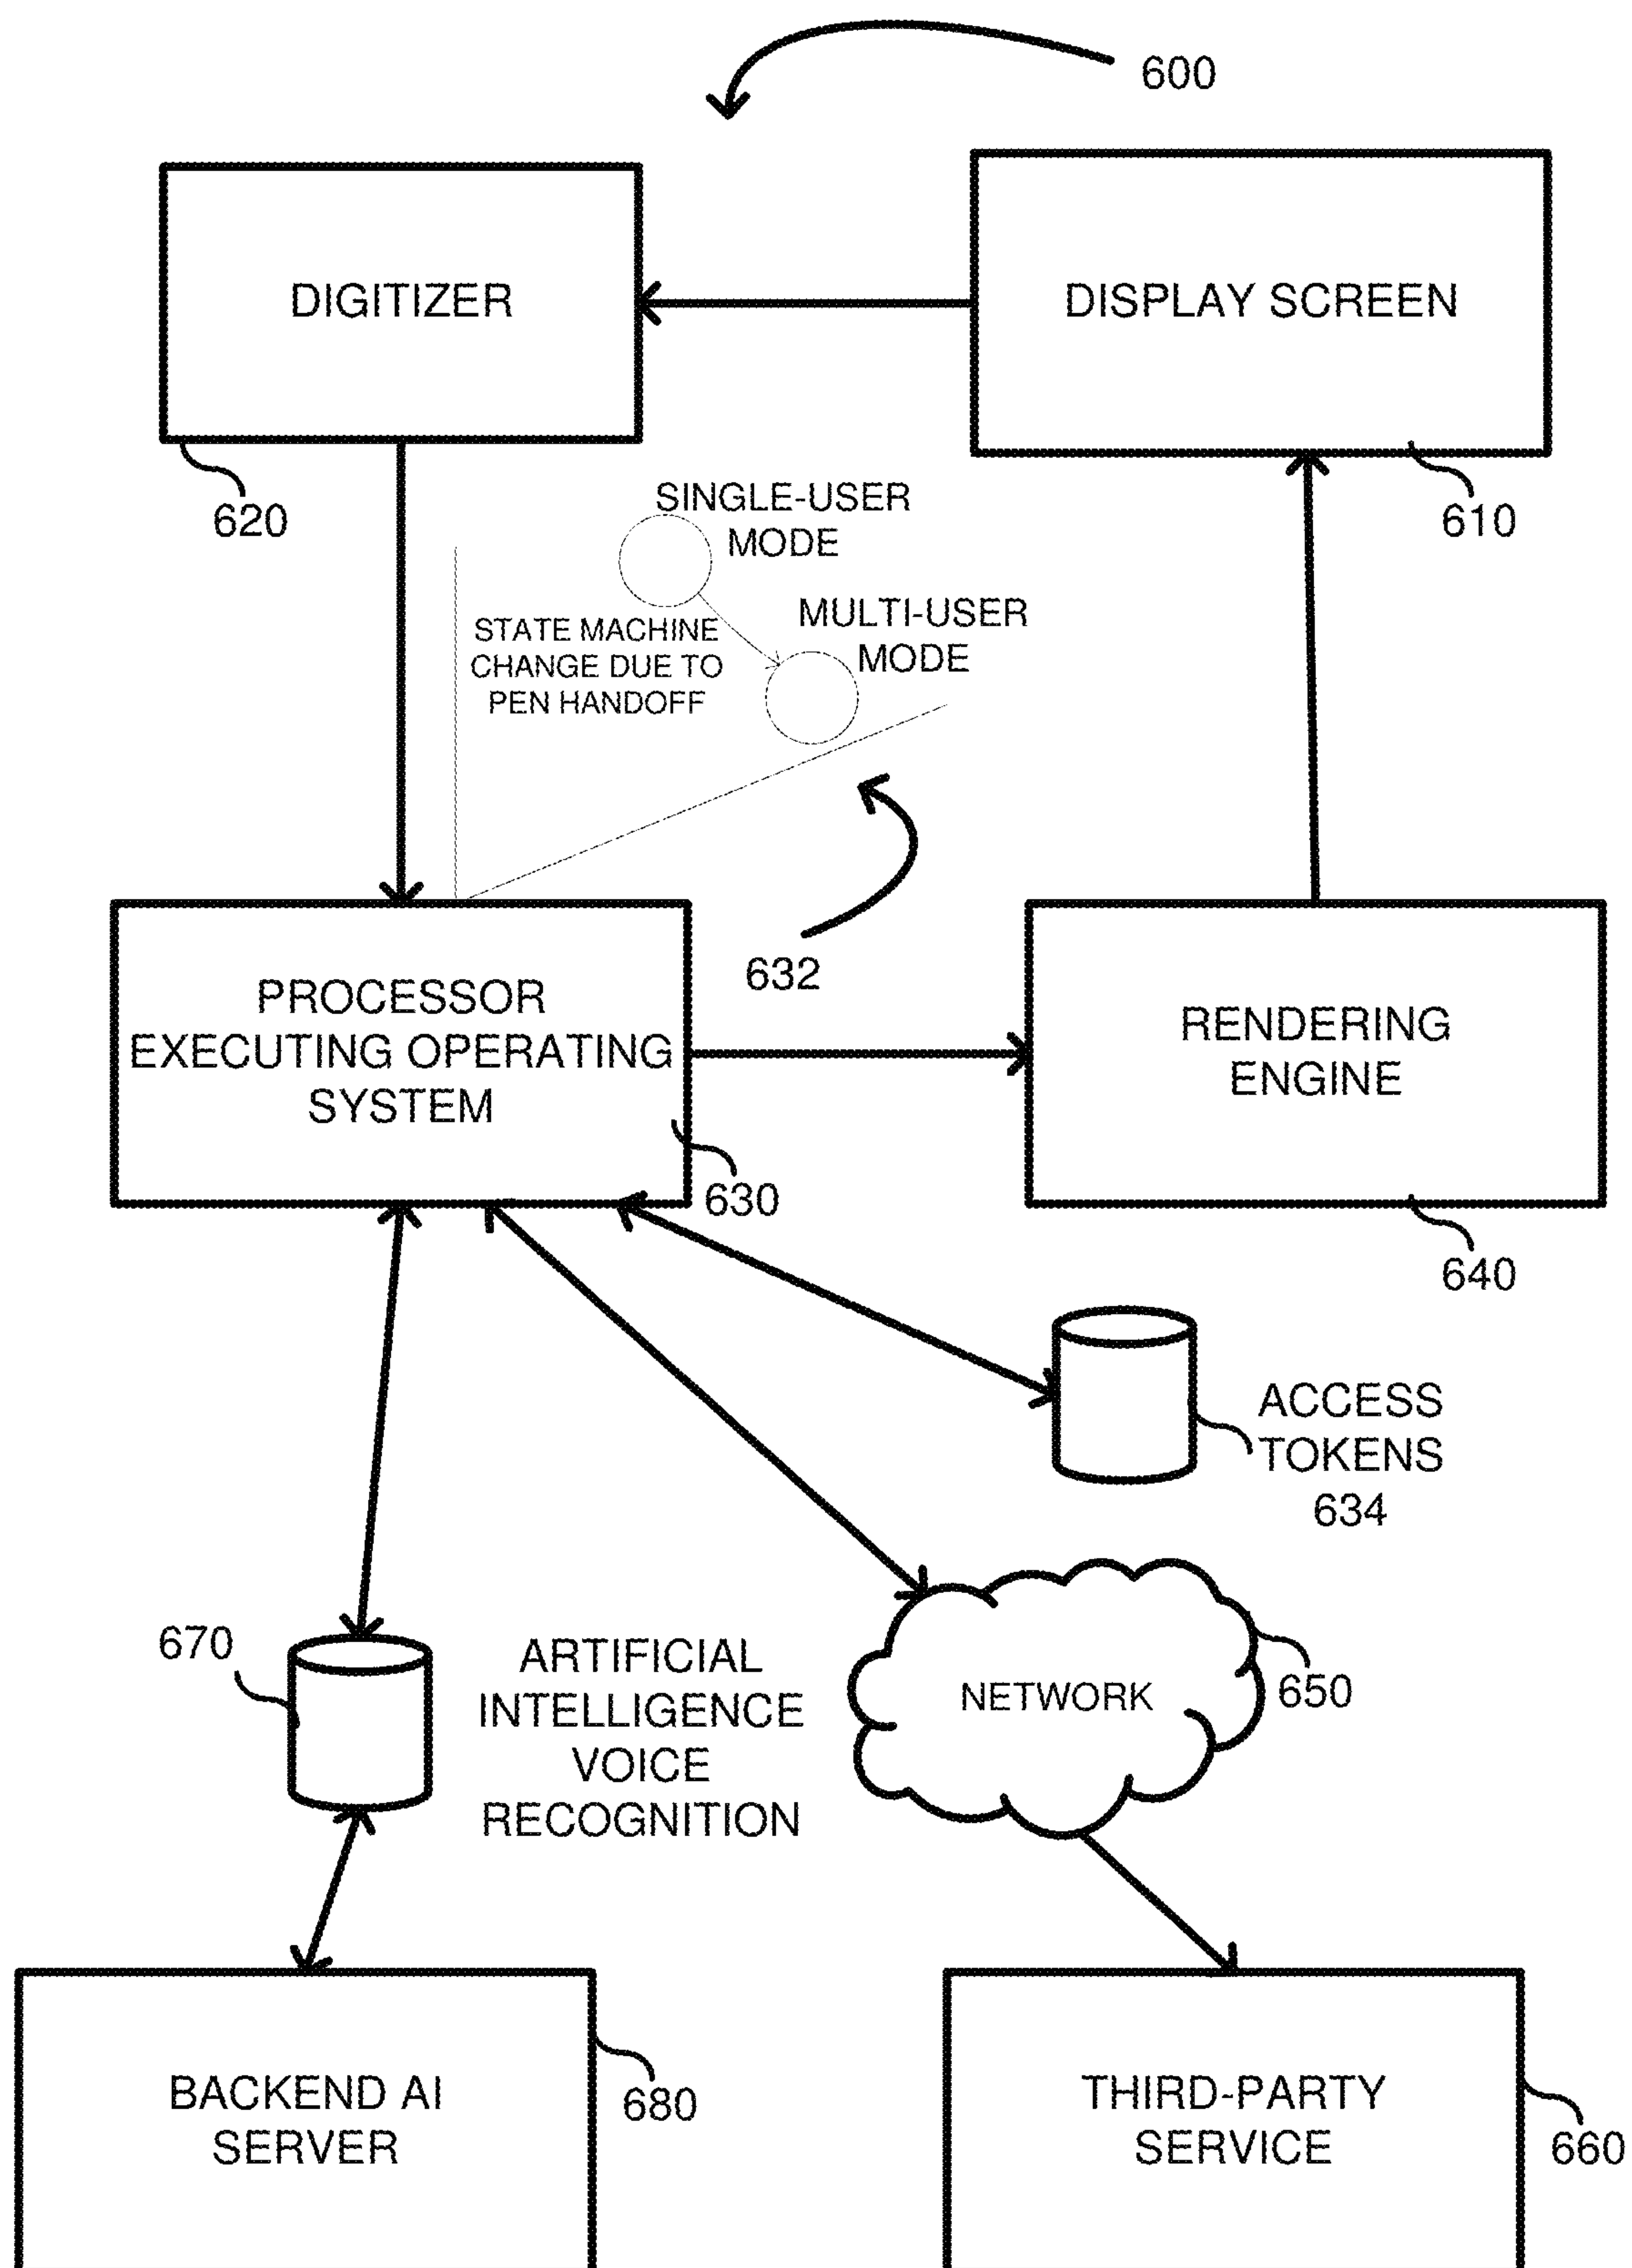 600
DIGITIZER
DISPLAY SCREEN
620
610
SINGLE-USER
MODE
MULTI-USER
MODE
STATE MACHINE
CHANGE DUE TO
PEN HANDOFF
632
PROCESSOR
EXECUTING OPERATING
SYSTEM
630
RENDERING
ENGINE
640
ACCESS
TOKENS
634
670
ARTIFICIAL
INTELLIGENCE
VOICE
RECOGNITION
NETWORK
650
BACKEND AI
SERVER
680
THIRD-PARTY
SERVICE
660